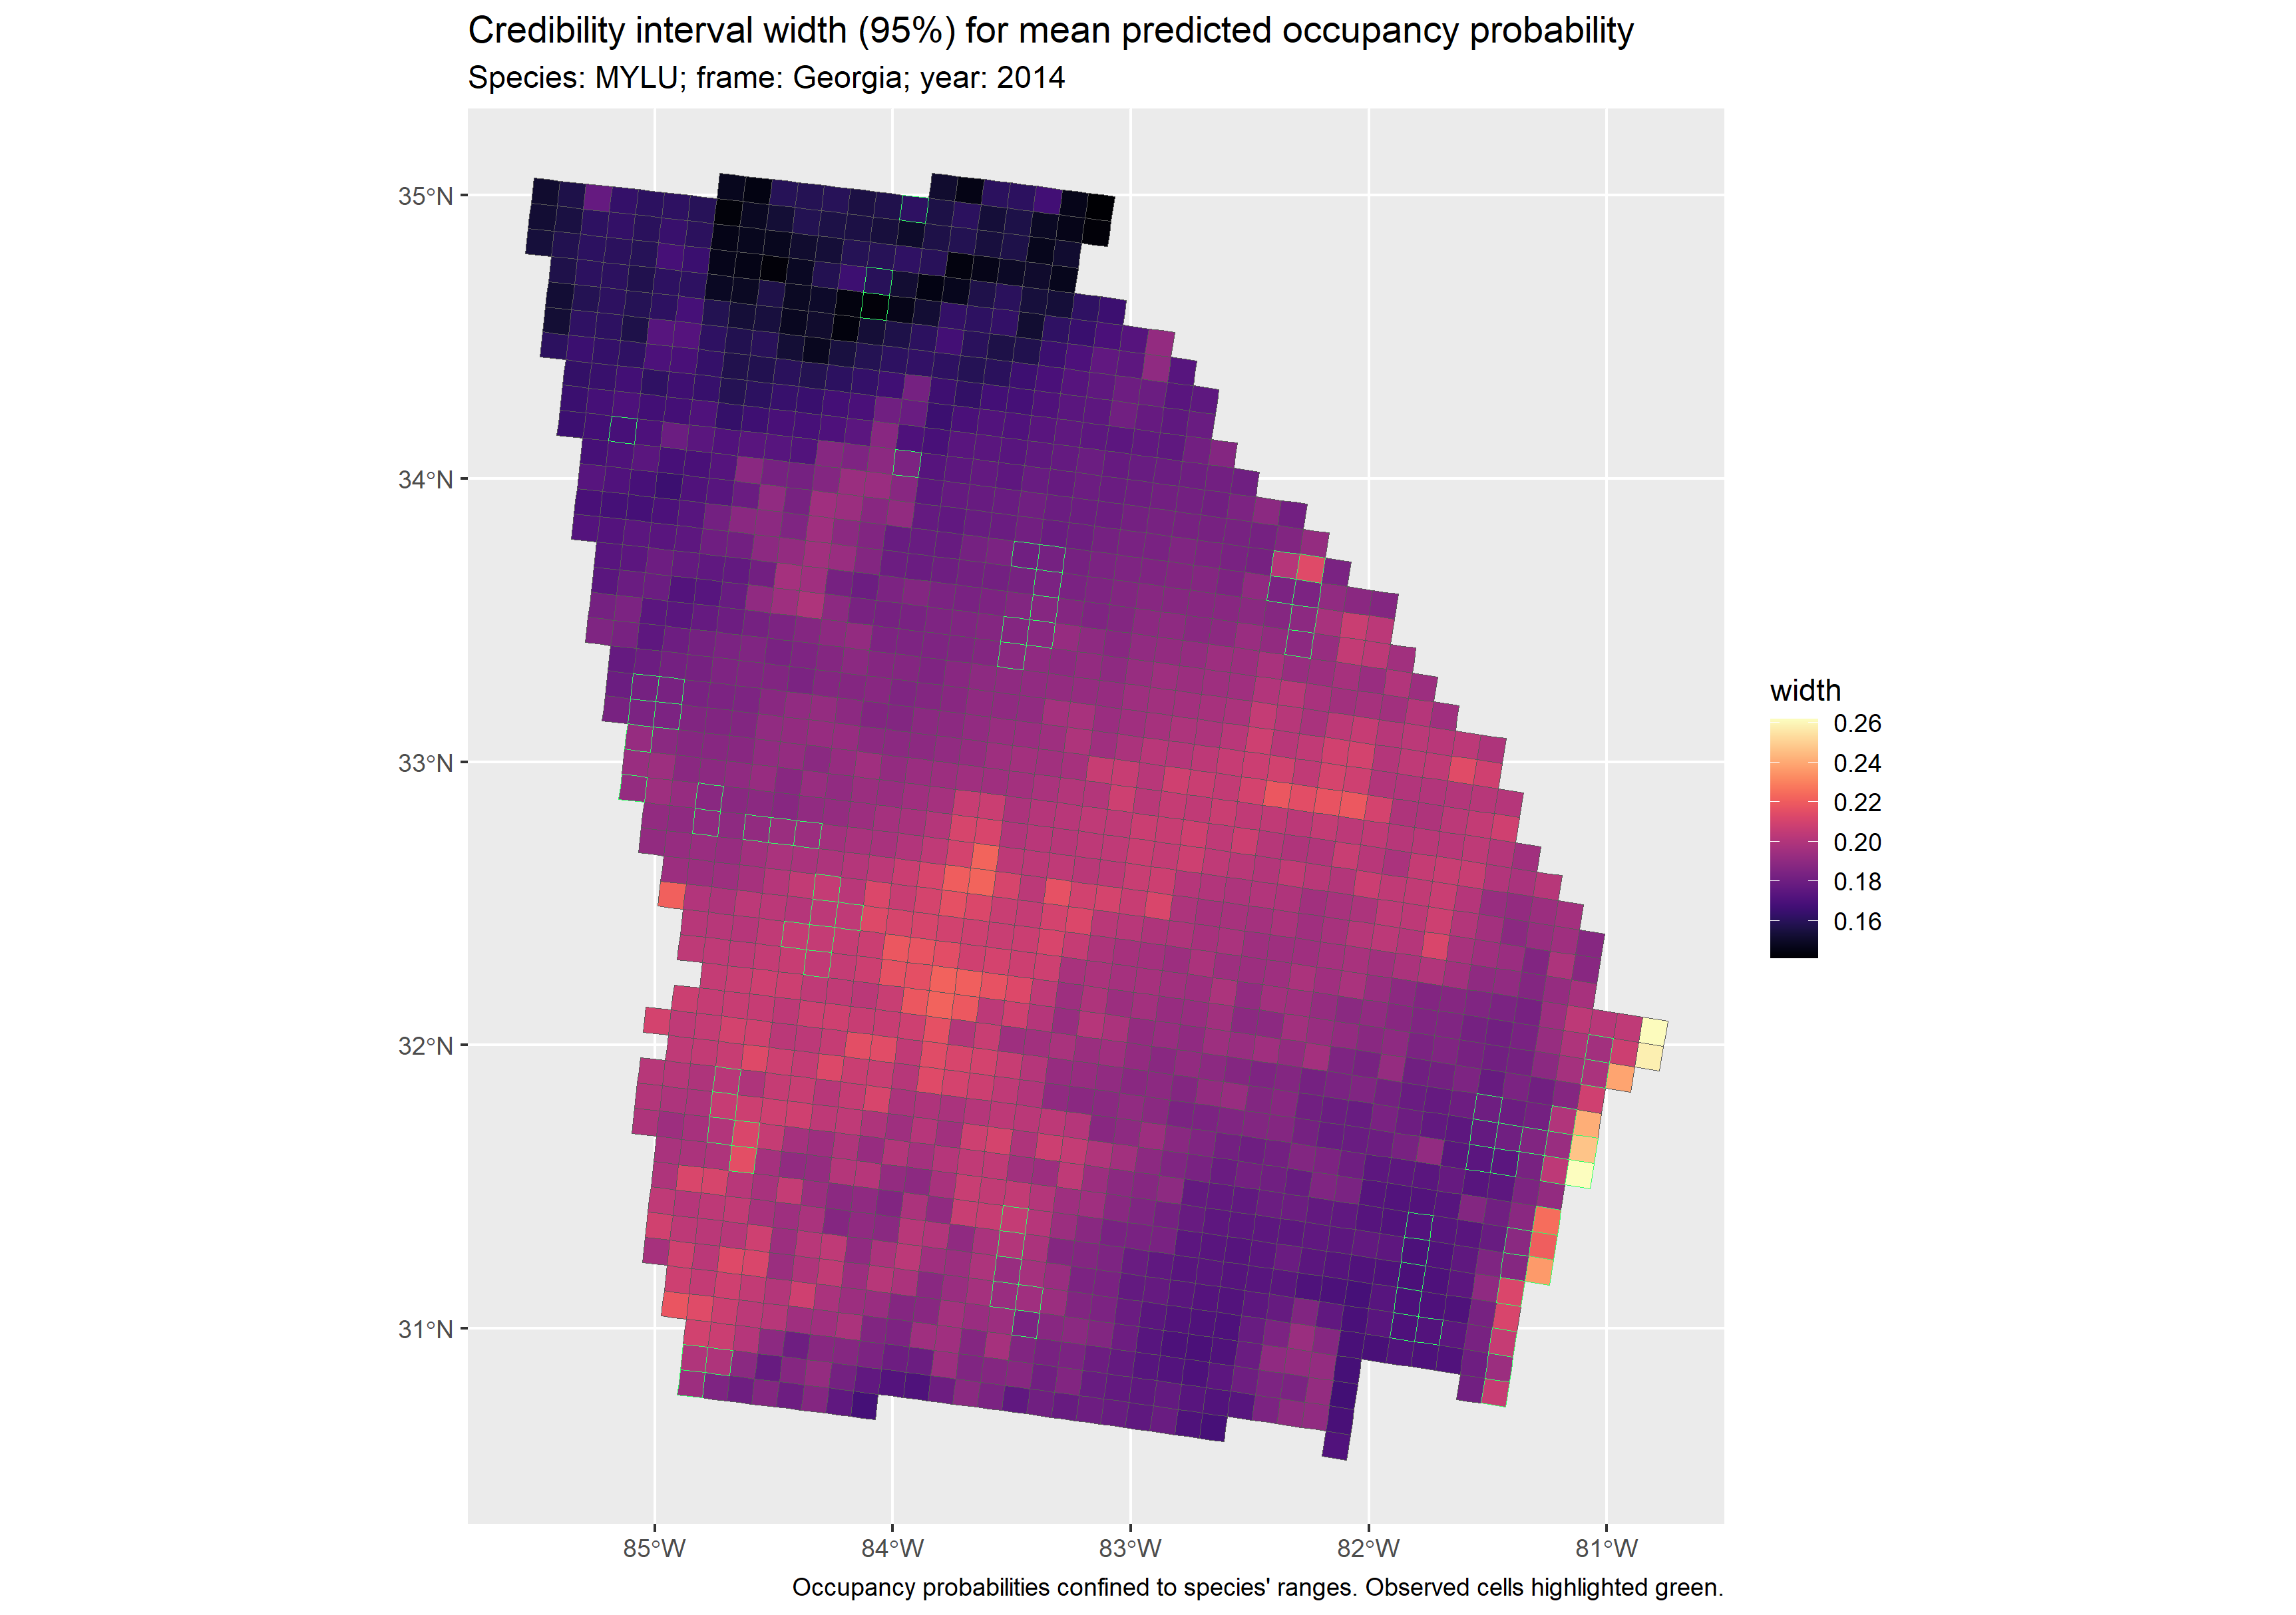 Credibility interval width (95%) for mean predicted occupancy probability
Species: MYLU; frame: Georgia; year: 2014
35°N
34°N
33°N
32°N
31°N
85°W
84°W
83°W
82°W
81°W
width
0.26
0.24
0.22
0.20
0.18
0.16
Occupancy probabilities confined to species' ranges. Observed cells highlighted green.